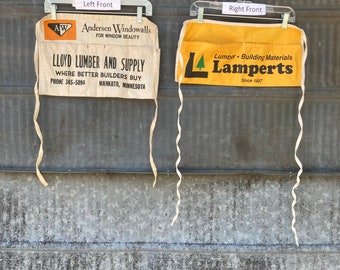 Left Front
Right Front
AW
Andersen Windowalls
FOR WINDOW BEAUTY
LLOYD LUMBER AND SUPPLY
WHERE BETTER BUILDERS BUY
PHONE 345-5094 MANKATO, MINNESOTA
Lumber • Building Materials
L Lamperts
Since 1887